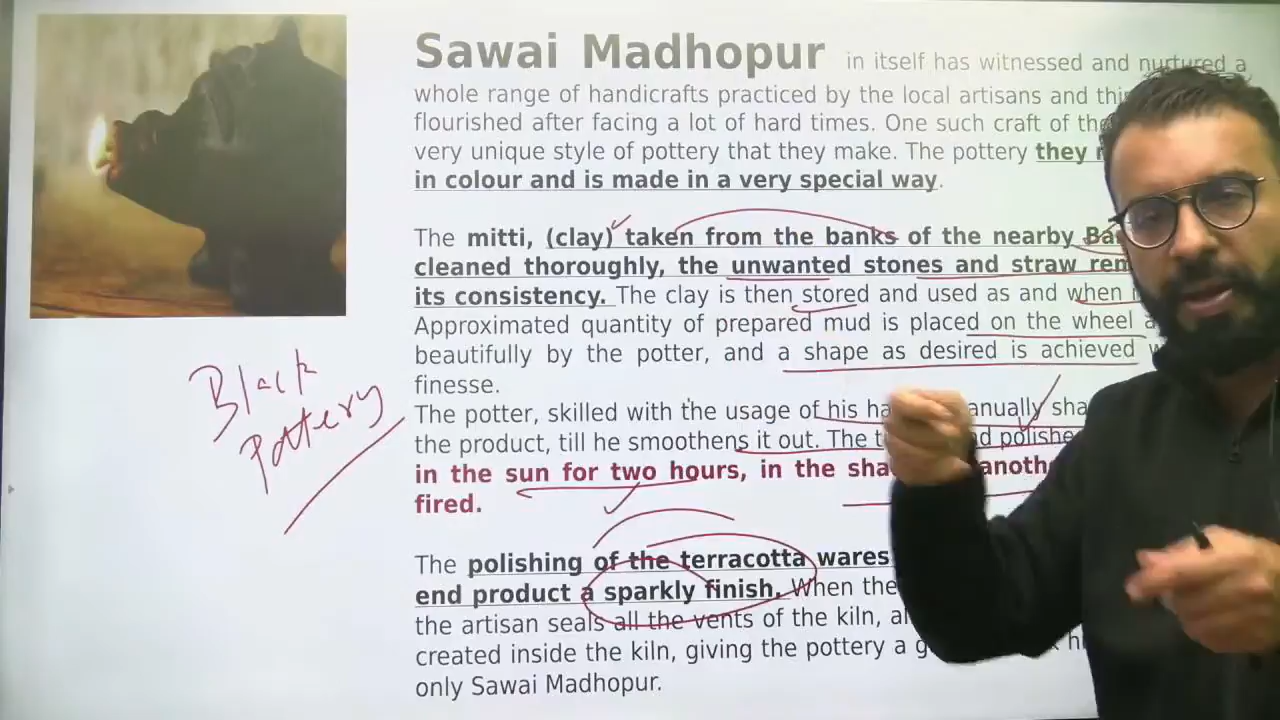 Sawai Madhopur in itself has witnessed and nurtured a
whole range of handicrafts practiced by the local artisans and
flourished after facing a lot of hard times. One such craft of
very unique style of pottery that they make. The pottery they
in colour and is made in a very special way.
The mitti, (clay) taken from the banks of the nearby
cleaned thoroughly, the unwanted stones and straw
its consistency. The clay is then stored and used as and when
Approximated quantity of prepared mud is placed on the wheel
beautifully by the potter, and a shape as desired is achieved
finesse.
The potter, skilled with the usage of his
the product, till he smoothens it out. The
in the sun for two hours, in the
fired.
The polishing of the terracotta wares
end product a sparkly finish. When the
the artisan seals all the vents of the kiln,
created inside the kiln, giving the pottery a
only Sawai Madhopur.
Black
Pottery